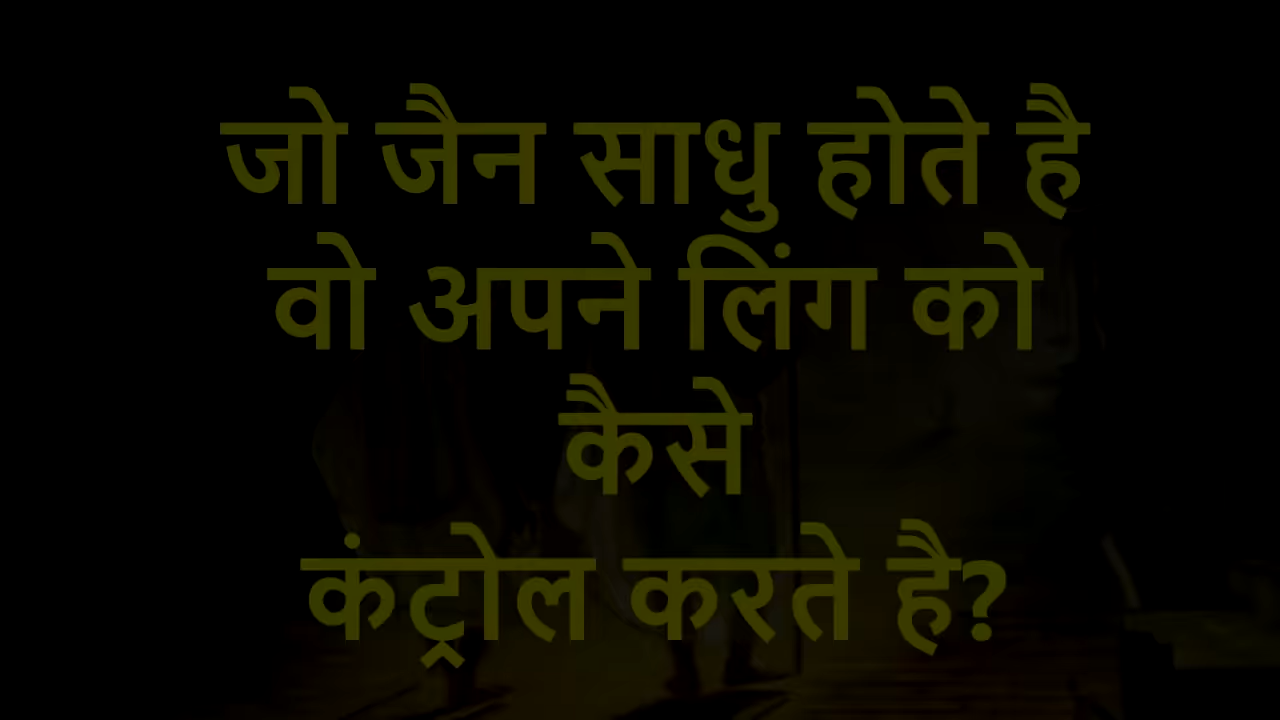 जो जैन साधु होते है
वो अपने लिंग को
कैसे
कंट्रोल करते है?